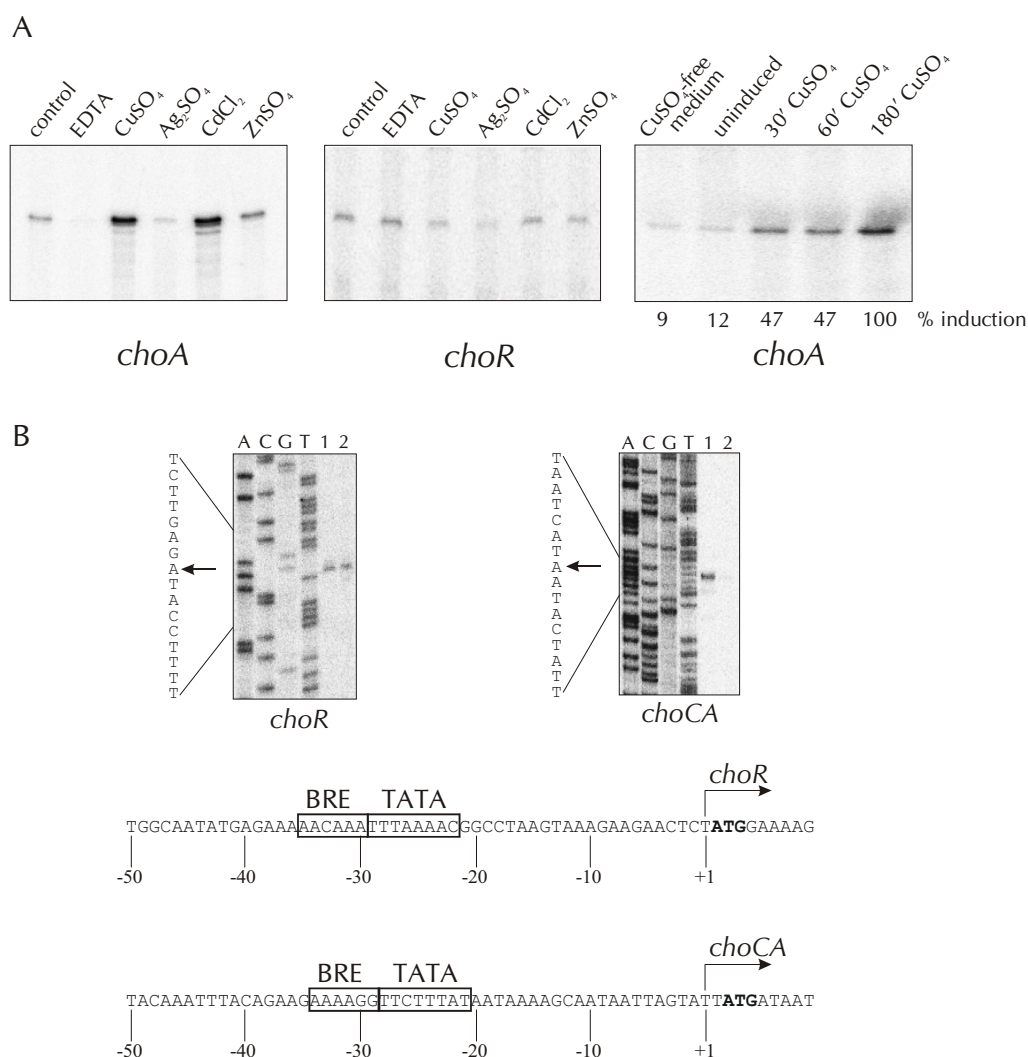 A
control EDTA CuSO₄ Ag₂SO₄ CdCl₂ ZnSO₄
control EDTA CuSO₄ Ag₂SO₄ CdCl₂ ZnSO₄
CuSO₄-free medium uninduced 30′ CuSO₄ 60′ CuSO₄ 180′ CuSO₄
9 12 47 47 100 % induction
choA
choR
choA
B
A C G T 1 2
TCTTGAGATACCTTTT
choR
A C G T 1 2
TAATCATAATACTATT
choCA
BRE TATA choR
TGGCAATATGAGAAAAACAAATTTAAAACGGCCTAAGTAAAGAAGAACTCTATGGAAAAG
-50 -40 -30 -20 -10 +1
BRE TATA choCA
TACAAATTTACAGAAGAAAAGGTTCTTTATAATAAAAGCAATAATTAGTATTATGATAAT
-50 -40 -30 -20 -10 +1